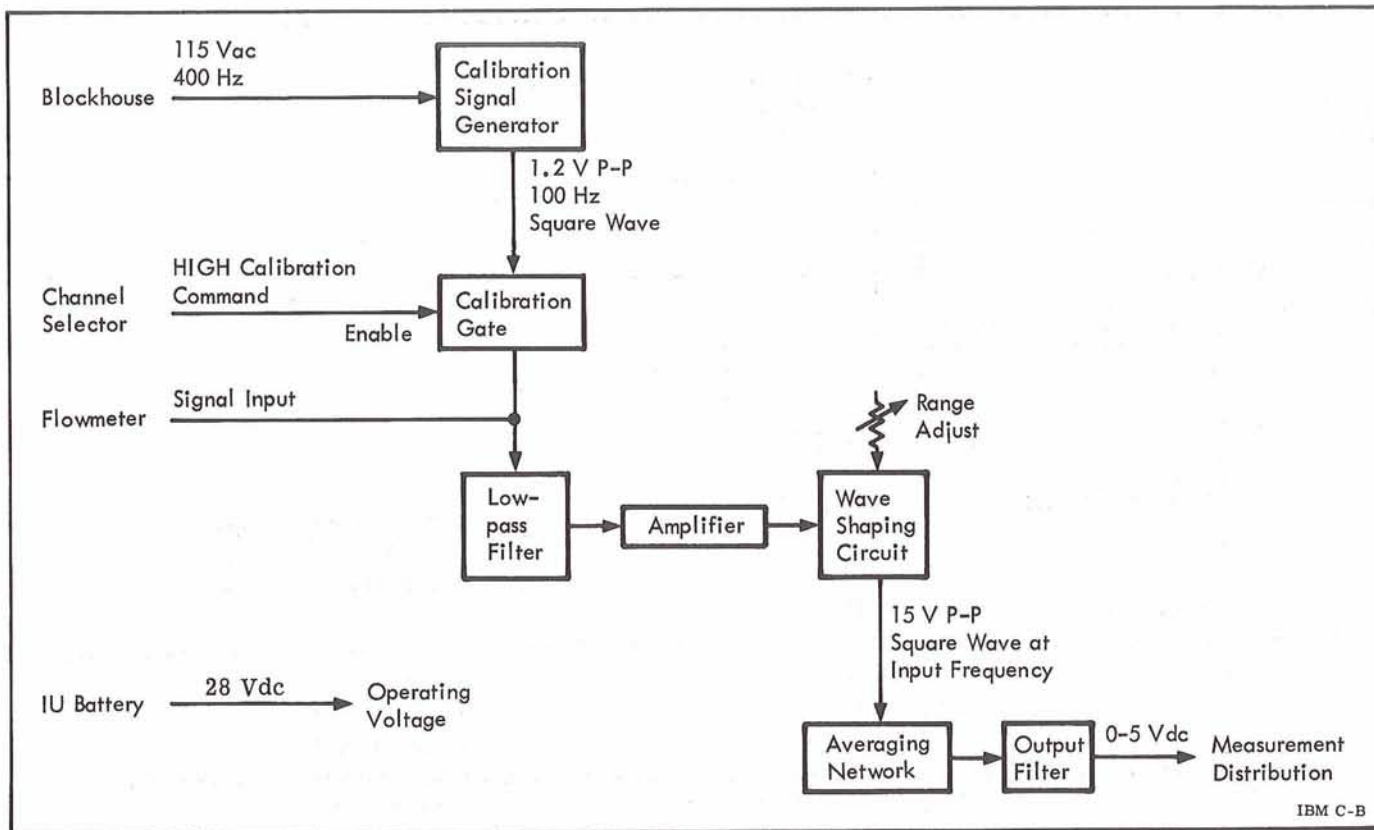 115 Vac
400 Hz
Blockhouse
Calibration
Signal
Generator
1.2 V P-P
100 Hz
Square Wave
HIGH Calibration
Command
Channel
Selector
Enable
Calibration
Gate
Signal Input
Flowmeter
Range
Adjust
Low-
pass
Filter
Amplifier
Wave
Shaping
Circuit
15 V P-P
Square Wave at
Input Frequency
IU Battery
28 Vdc
Operating
Voltage
Averaging
Network
Output
Filter
0-5 Vdc
Measurement
Distribution
IBM C-B